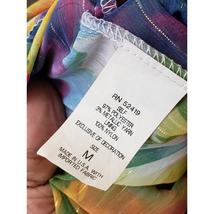 RN 52419
SELF
97% POLYESTER
3% METALLIC YARN
LINING
100% NYLON
EXCLUSIVE OF DECORATION
SIZE
M
MADE IN U.S.A. WITH
IMPORTED FABRIC